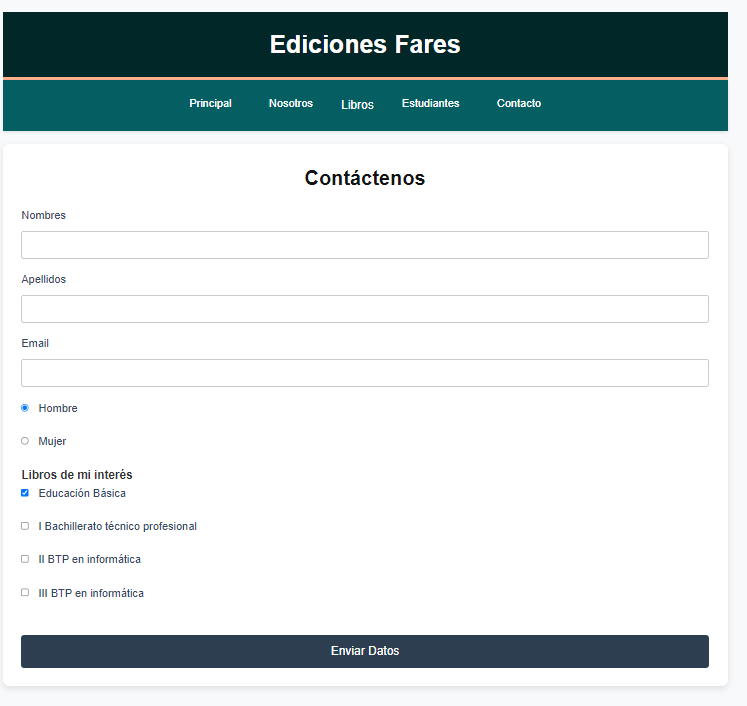 Ediciones Fares
Principal Nosotros Libros Estudiantes Contacto
Contáctenos
Nombres
Apellidos
Email
Hombre
Mujer
Libros de mi interés
Educación Básica
I Bachillerato técnico profesional
II BTP en informática
III BTP en informática
Enviar Datos